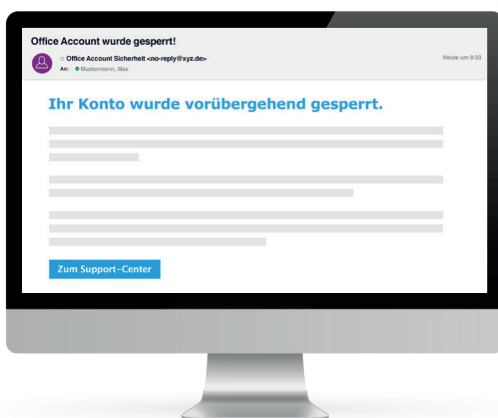 Office Account wurde gesperrt!
Office Account Sicherheit <no-reply@xyz.de>
Heute um 9:03
An: Mustermann, Max
Ihr Konto wurde vorübergehend gesperrt.
Zum Support-Center